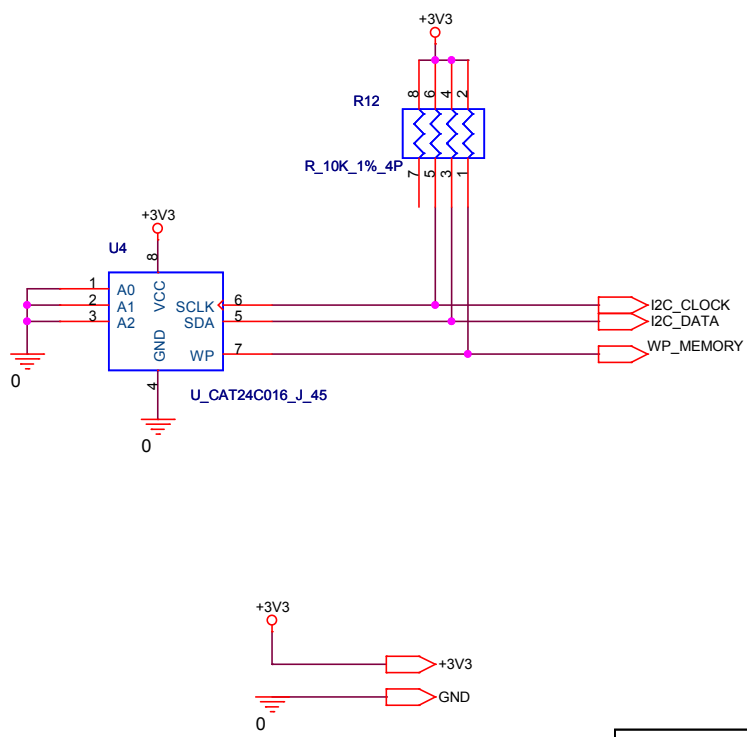 +3V3
8 6 4 2
R12
R_10K_1%_4P
7 5 3 1
+3V3
U4
8
1 A0 VCC SCLK 6 I2C_CLOCK
2 A1 SDA 5 I2C_DATA
3 A2 GND WP 7 WP_MEMORY
4
0
U_CAT24C016_J_45
0
+3V3
+3V3
GND
0